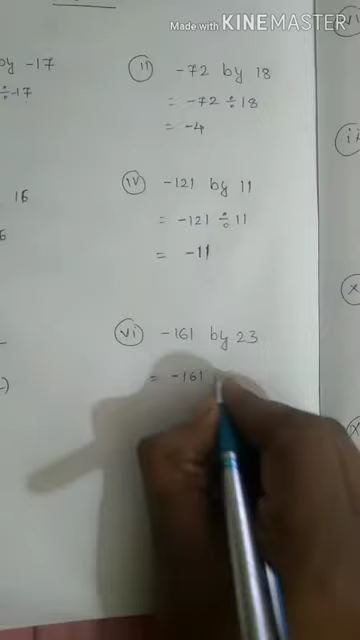 Made with KINEMASTER
by -17
÷-17
16
(ii) -72 by 18
= -72 ÷ 18
= -4
(iv) -121 by 11
= -121 ÷ 11
= -11
(vi) -161 by 23
= -161